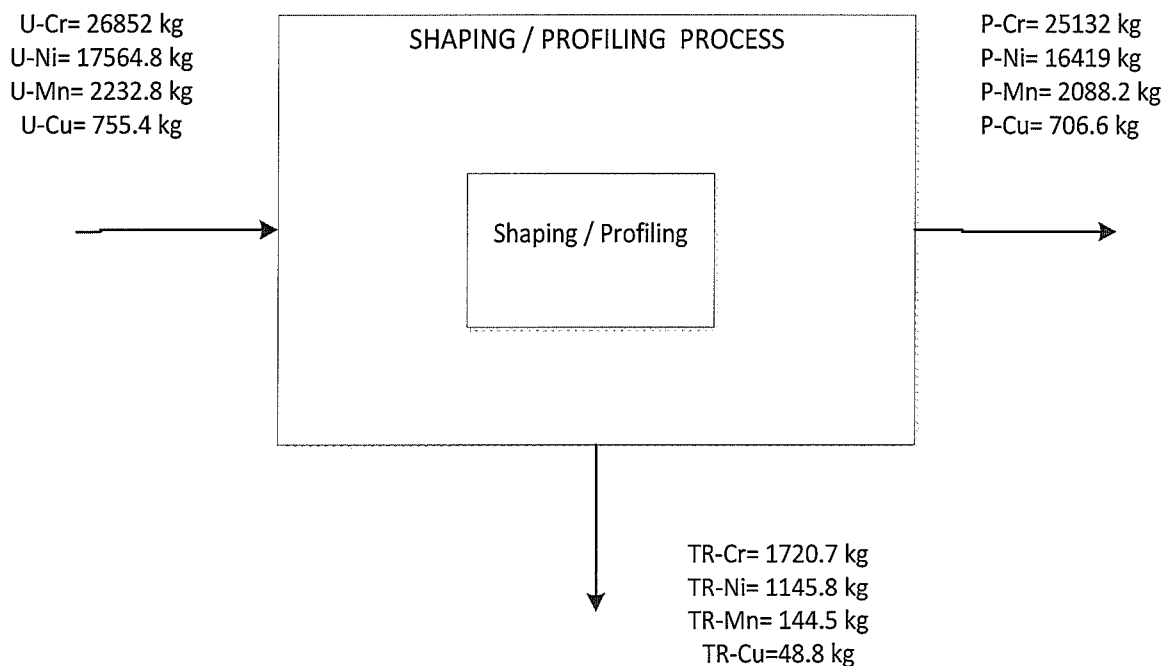 U-Cr= 26852 kg
U-Ni= 17564.8 kg
U-Mn= 2232.8 kg
U-Cu= 755.4 kg
SHAPING / PROFILING PROCESS
P-Cr= 25132 kg
P-Ni= 16419 kg
P-Mn= 2088.2 kg
P-Cu= 706.6 kg
Shaping / Profiling
TR-Cr= 1720.7 kg
TR-Ni= 1145.8 kg
TR-Mn= 144.5 kg
TR-Cu=48.8 kg